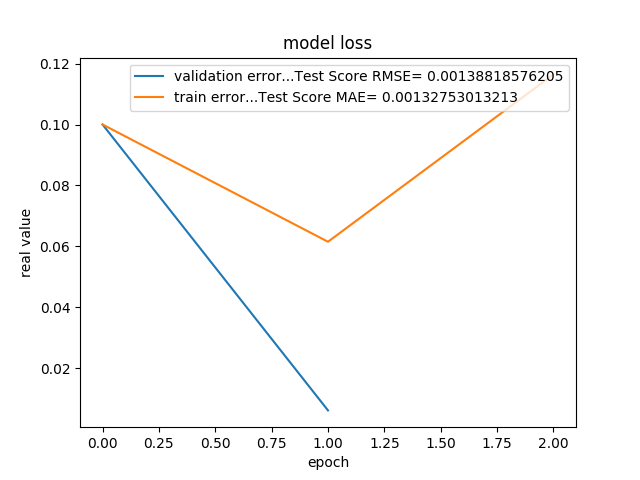 model loss
validation error...Test Score RMSE= 0.00138818576205
train error...Test Score MAE= 0.00132753013213
0.12
0.10
0.08
0.06
0.04
0.02
real value
0.00 0.25 0.50 0.75 1.00 1.25 1.50 1.75 2.00
epoch